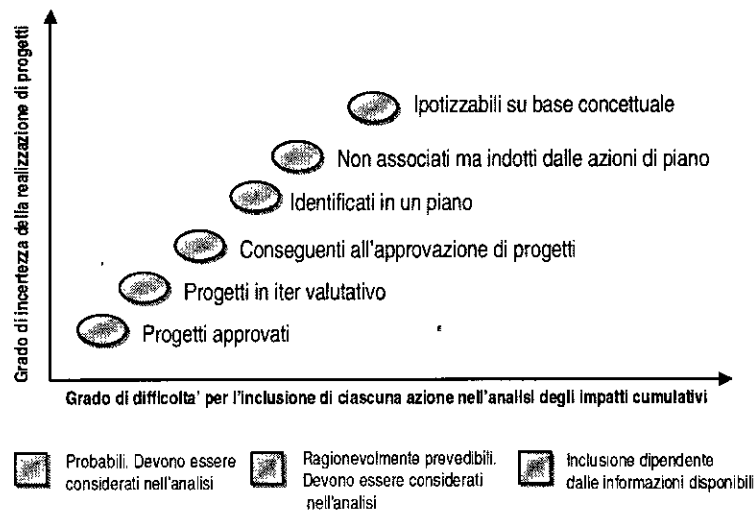 Grado di incertezza della realizzazione di progetti
Ipotizzabili su base concettuale
Non associati ma indotti dalle azioni di piano
Identificati in un piano
Conseguenti all'approvazione di progetti
Progetti in iter valutativo
Progetti approvati
Grado di difficolta' per l'inclusione di ciascuna azione nell'analisi degli impatti cumulativi
Probabili. Devono essere
considerati nell'analisi
Ragionevolmente prevedibili.
Devono essere considerati
nell'analisi
Inclusione dipendente
dalle informazioni disponibili